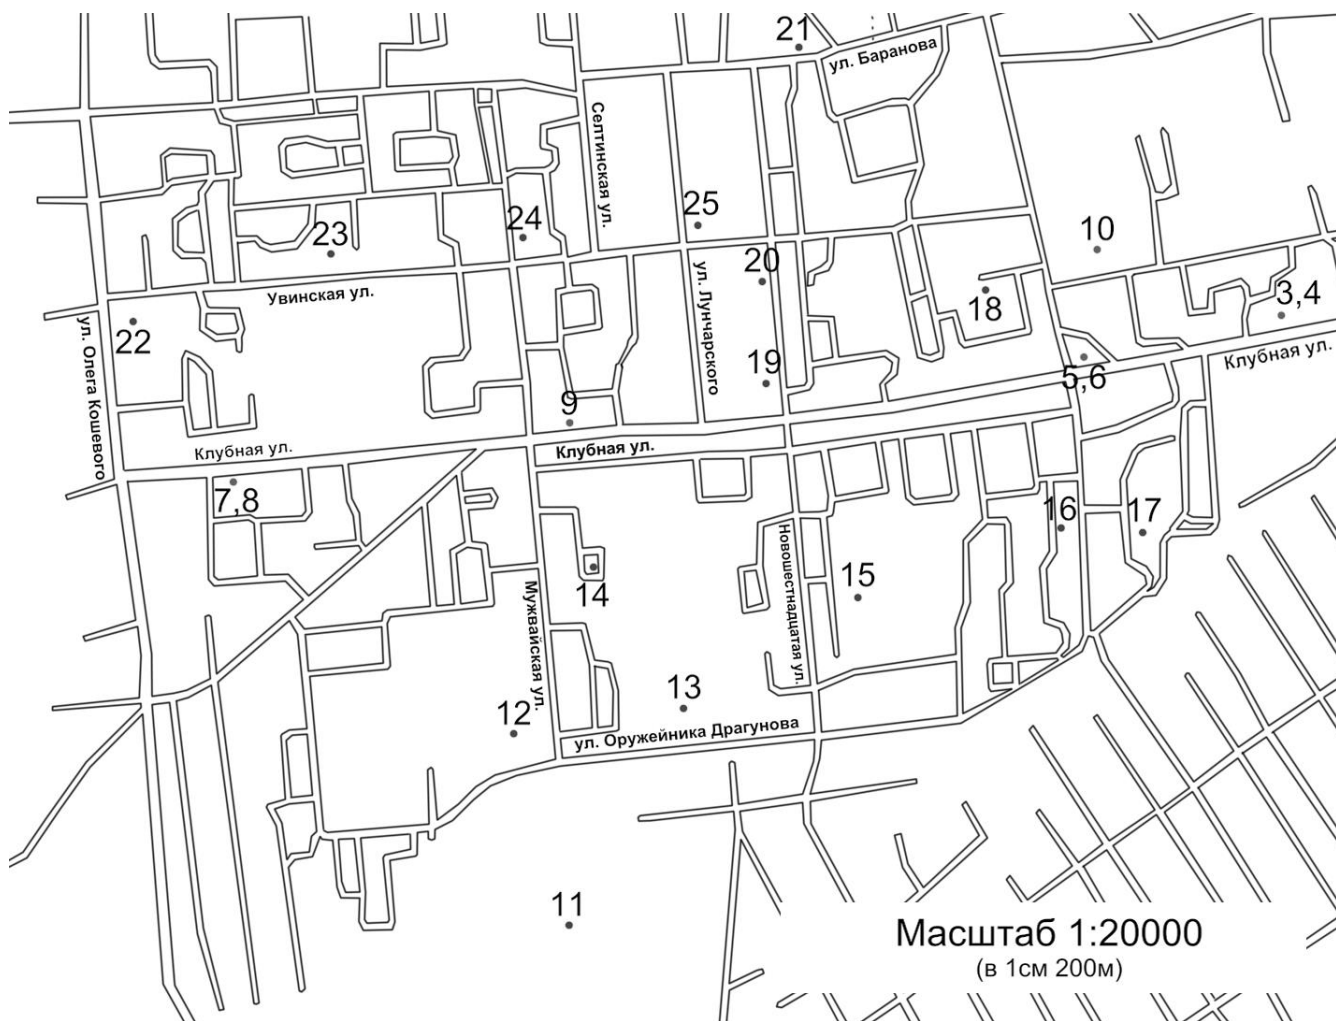 21
ул. Баранова
Селтинская ул.
25
24
23
10
20
18
3,4
Увинская ул.
ул. Лунчарского
22
ул. Олега Кошевого
19
5,6
Клубная ул.
9
Клубная ул.
Клубная ул.
7,8
16
17
Новошестнадцатая ул.
14
15
Мужвайская ул.
13
12
ул. Оружейника Драгунова
11
Масштаб 1:20000
(в 1см 200м)